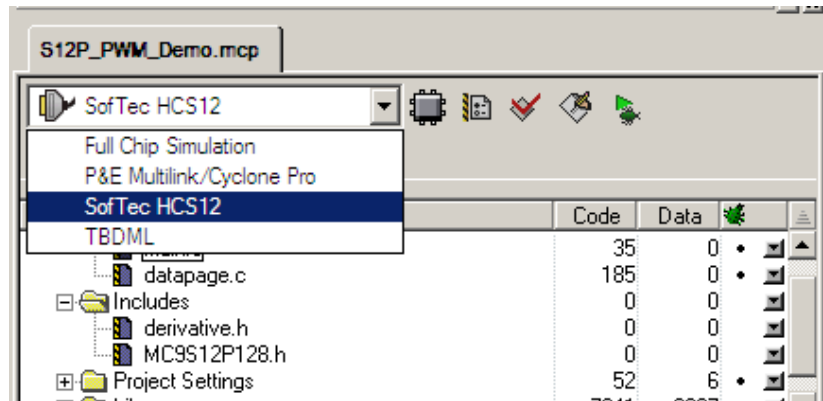 S12P_PWM_Demo.mcp
SofTec HCS12
Full Chip Simulation
P&E Multilink/Cyclone Pro
SofTec HCS12
TBDML
Code Data
35 0
datapage.c 185 0
Includes 0 0
derivative.h 0 0
MC9S12P128.h 0 0
Project Settings 52 6